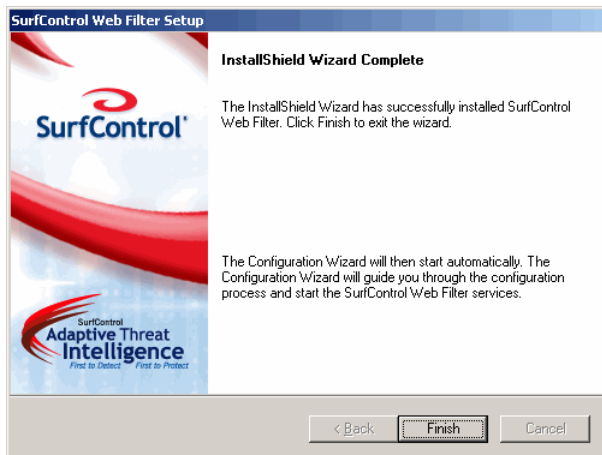 SurfControl Web Filter Setup
InstallShield Wizard Complete
The InstallShield Wizard has successfully installed SurfControl
Web Filter. Click Finish to exit the wizard.
SurfControl
The Configuration Wizard will then start automatically. The
Configuration Wizard will guide you through the configuration
process and start the SurfControl Web Filter services.
SurfControl
Adaptive Threat
Intelligence
First to Detect First to Protect
< Back
Finish
Cancel